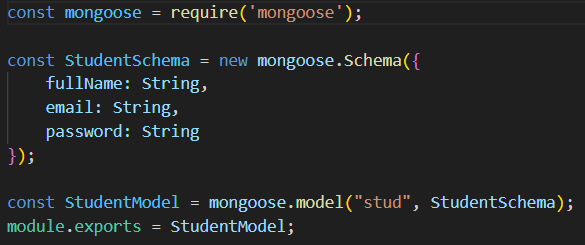 const mongoose = require('mongoose');
const StudentSchema = new mongoose.Schema({
    fullName: String,
    email: String,
    password: String
});
const StudentModel = mongoose.model("stud", StudentSchema);
module.exports = StudentModel;